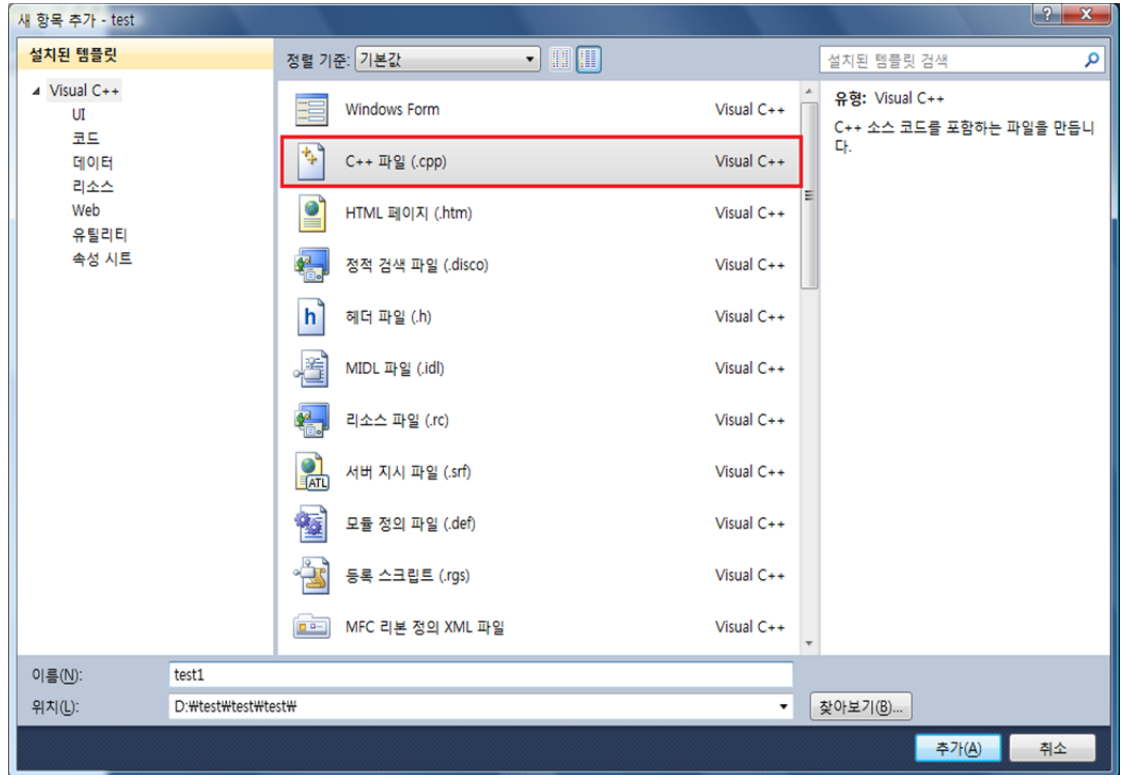 새 항목 추가 - test
설치된 템플릿
정렬 기준: 기본값
설치된 템플릿 검색
Visual C++
UI
코드
데이터
리소스
Web
유틸리티
속성 시트
Windows Form Visual C++
C++ 파일 (.cpp) Visual C++
HTML 페이지 (.htm) Visual C++
정적 검색 파일 (.disco) Visual C++
h 헤더 파일 (.h) Visual C++
MIDL 파일 (.idl) Visual C++
리소스 파일 (.rc) Visual C++
ATL 서버 지시 파일 (.srf) Visual C++
모듈 정의 파일 (.def) Visual C++
등록 스크립트 (.rgs) Visual C++
MFC 리본 정의 XML 파일 Visual C++
유형: Visual C++
C++ 소스 코드를 포함하는 파일을 만듭니
다.
이름(N): test1
위치(L): D:₩test₩test₩test₩
찾아보기(B)...
추가(A) 취소